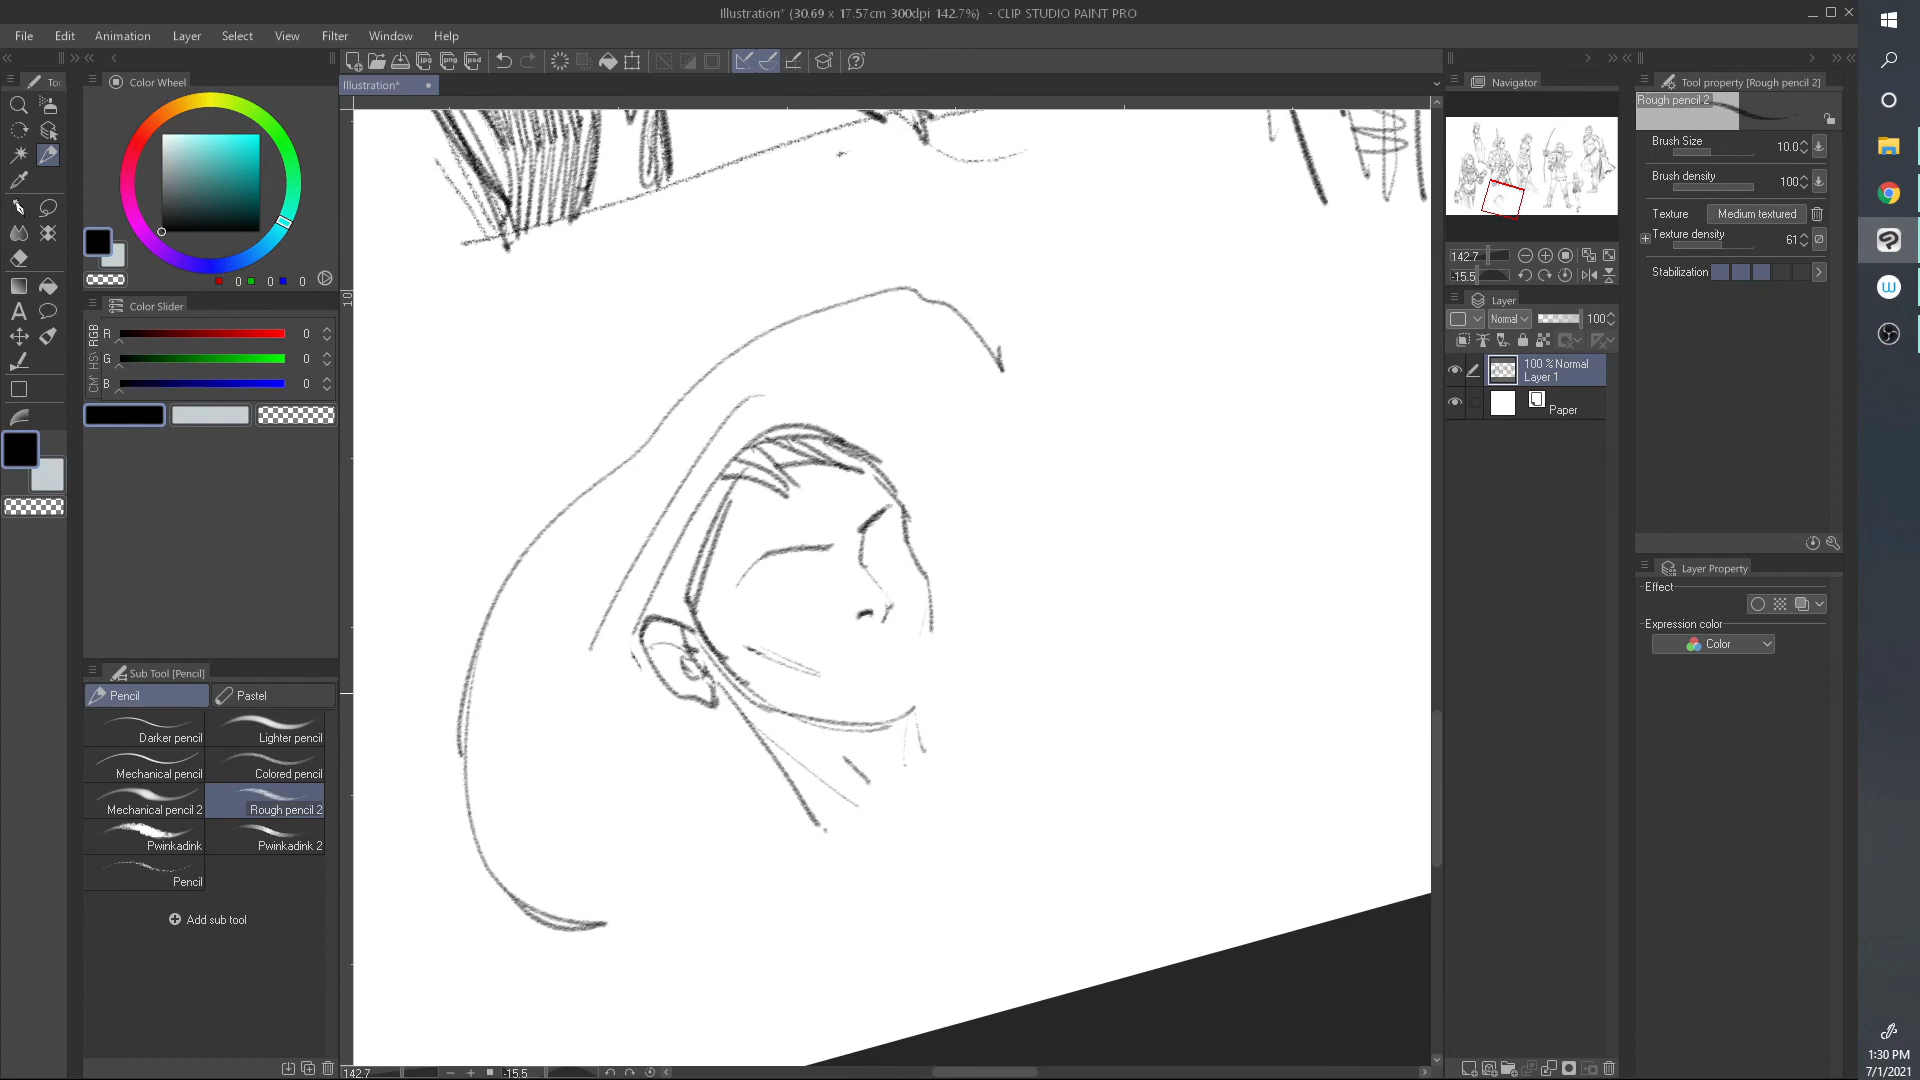 Illustration* (30.69 x 17.57cm 300dpi 142.7%) - CLIP STUDIO PAINT PRO
File Edit Animation Layer Select View Filter Window Help
Color Wheel
Illustration*
Navigator
Tool property [Rough pencil 2]
Rough pencil 2
Brush Size 10.0
Brush density 100
Texture Medium textured
Texture density 61
Stabilization
0 0 0
Color Slider
RGB
R 0
G 0
B 0
10
142.7
-15.5
Layer
Normal 100
100 % Normal
Layer 1
Paper
Layer Property
Effect
Expression color
Color
Sub Tool [Pencil]
Pencil Pastel
Darker pencil Lighter pencil
Mechanical pencil Colored pencil
Mechanical pencil 2 Rough pencil 2
Pwinkadink Pwinkadink 2
Pencil
Add sub tool
142.7 -15.5
1:30 PM
7/1/2021